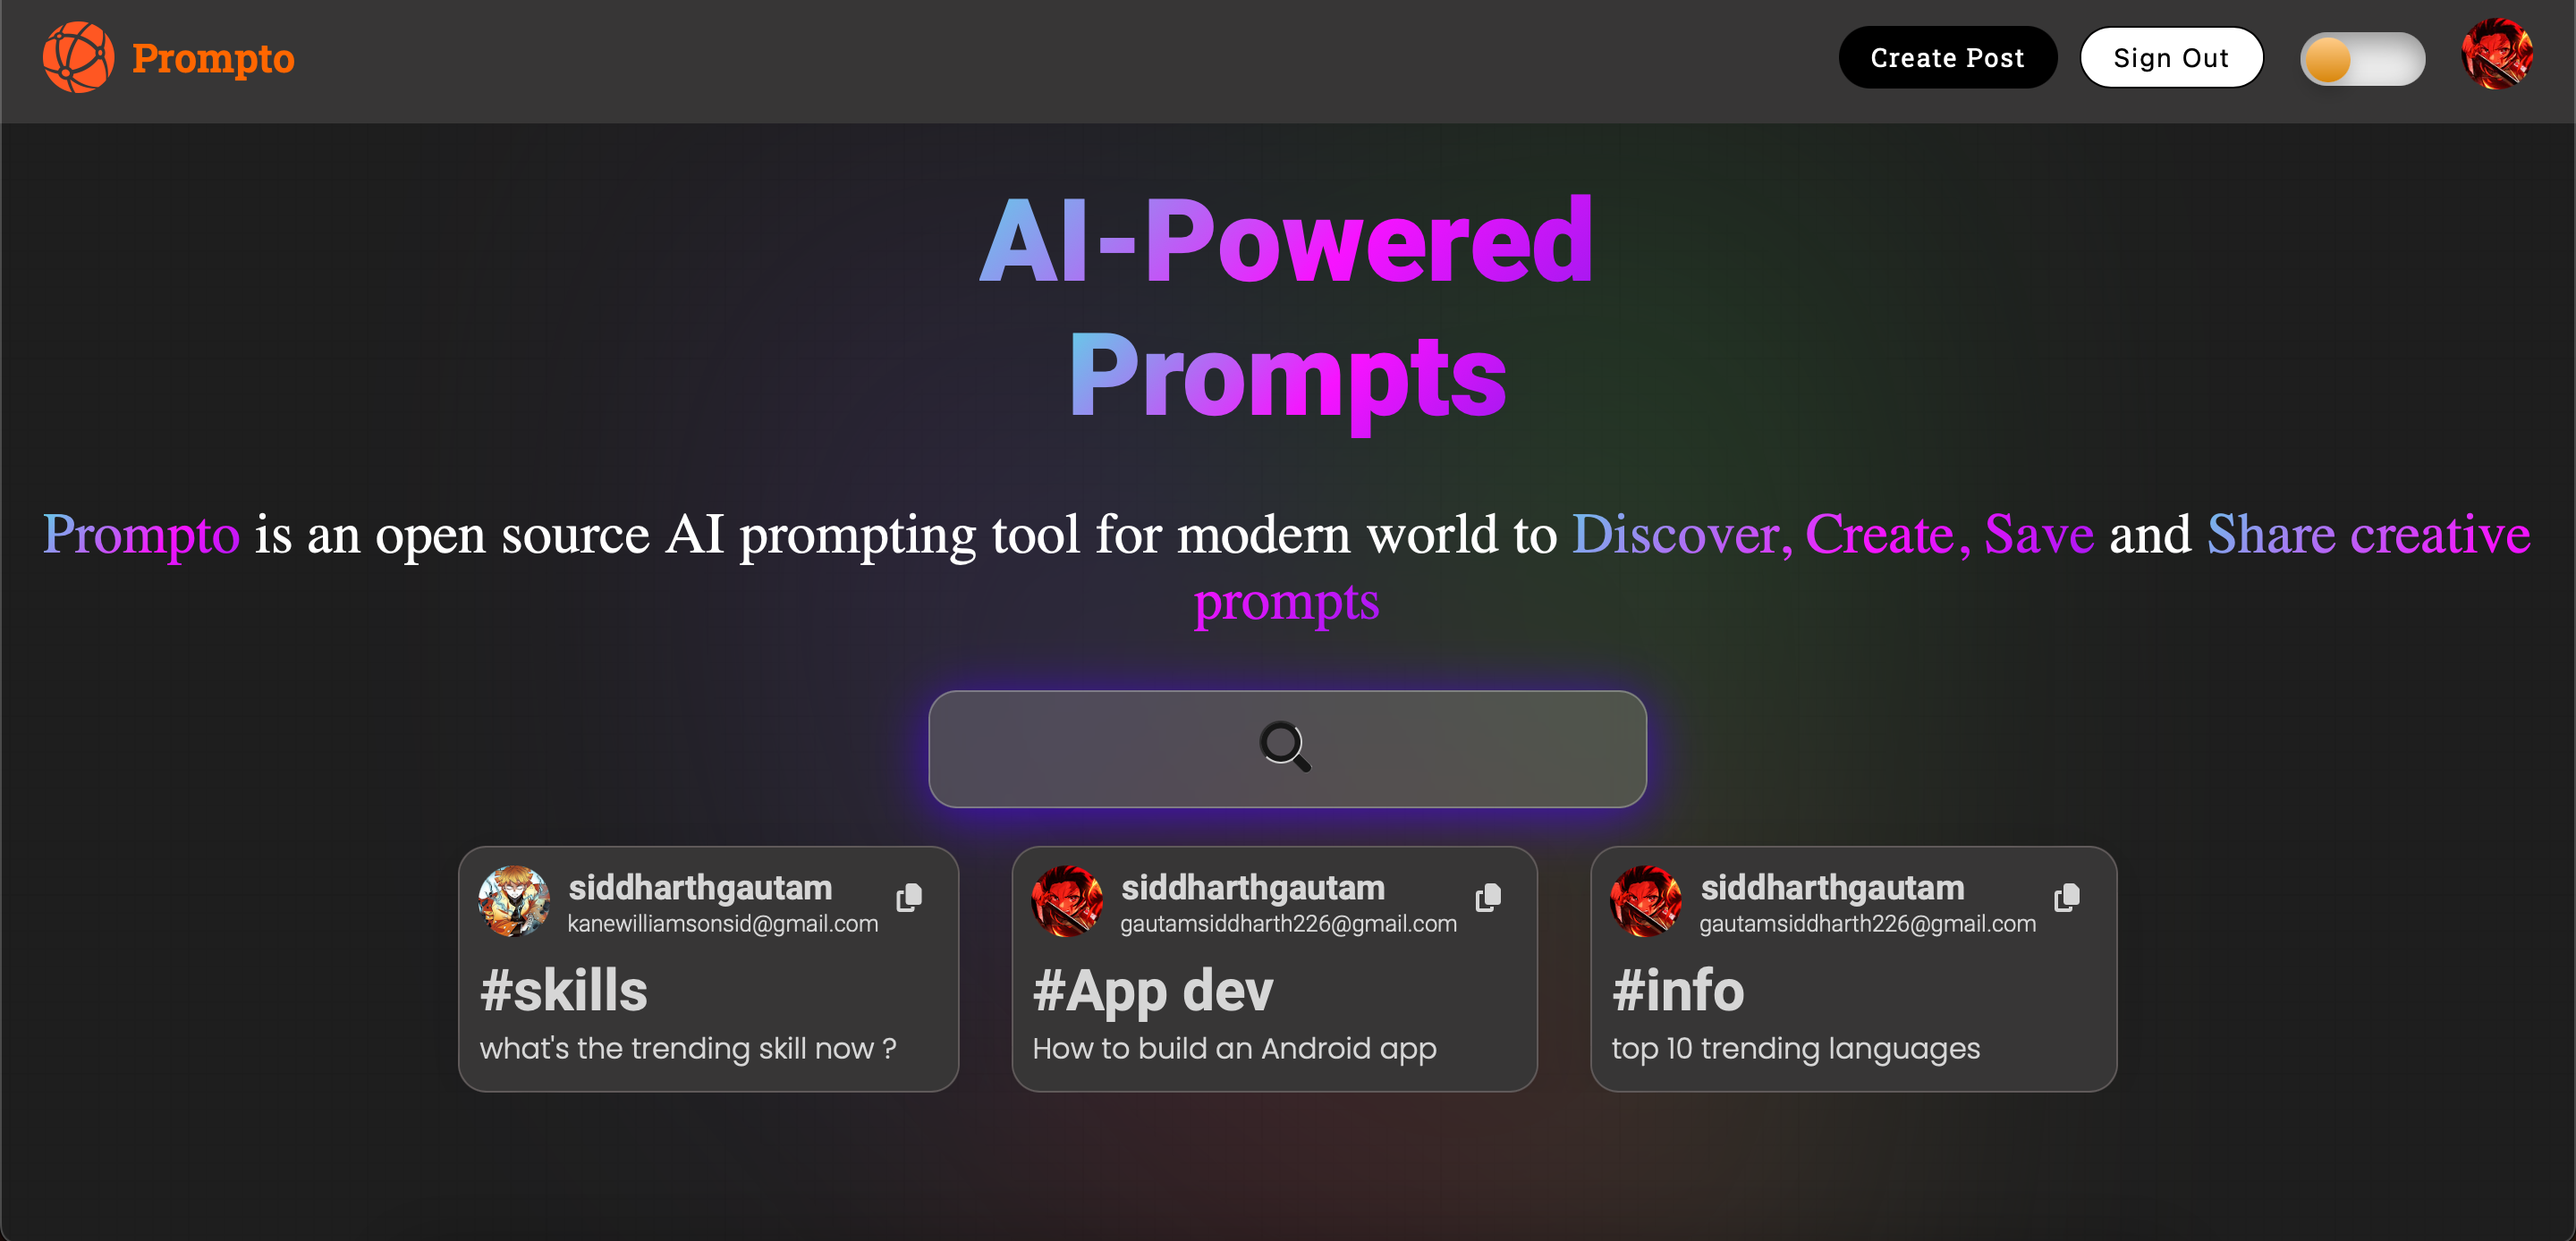 Prompto
Create Post
Sign Out
AI-Powered
Prompts
Prompto is an open source AI prompting tool for modern world to Discover, Create, Save and Share creative
prompts
siddharthgautam
kanewilliamsonsid@gmail.com
#skills
what's the trending skill now ?
siddharthgautam
gautamsiddharth226@gmail.com
#App dev
How to build an Android app
siddharthgautam
gautamsiddharth226@gmail.com
#info
top 10 trending languages